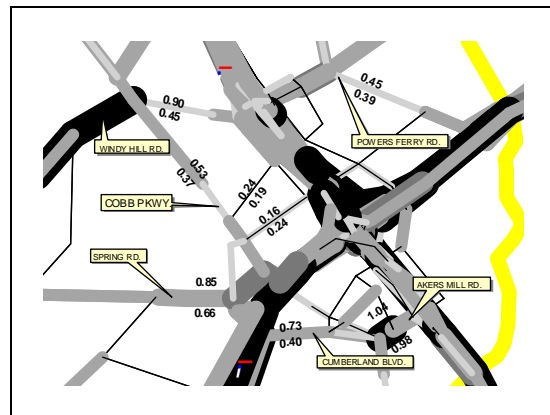 0.45
0.39
0.90
0.45
POWERS FERRY RD.
WINDY HILL RD.
0.53
0.37
0.24
0.19
COBB PKWY
0.16
0.24
SPRING RD.
0.85
0.66
AKERS MILL RD.
1.04
0.98
0.73
0.40
CUMBERLAND BLVD.